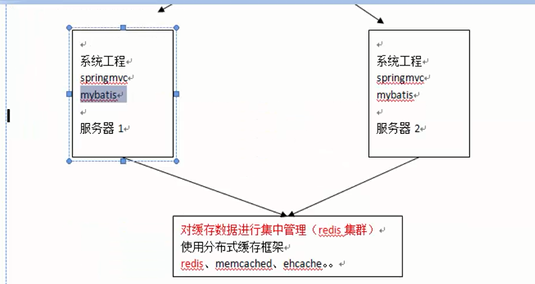 系统工程
springmvc
mybatis
服务器 1
系统工程
springmvc
mybatis
服务器 2
对缓存数据进行集中管理（redis 集群）
使用分布式缓存框架
redis、memcached、ehcache。。